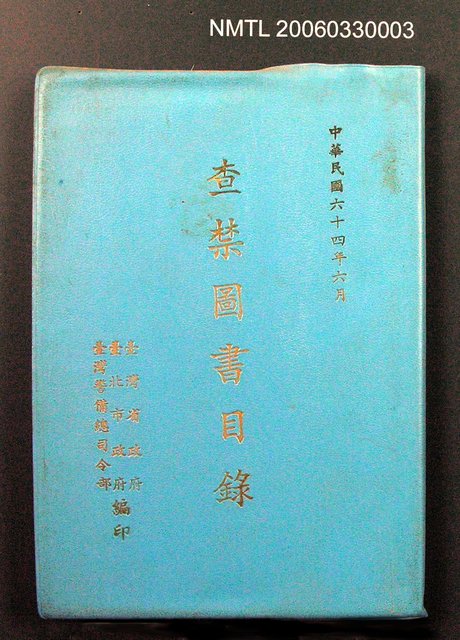 NMTL 20060330003
中華民國六十四年六月
查禁圖書目錄
臺灣省政府
臺北市政府
臺灣警備總司令部
編印